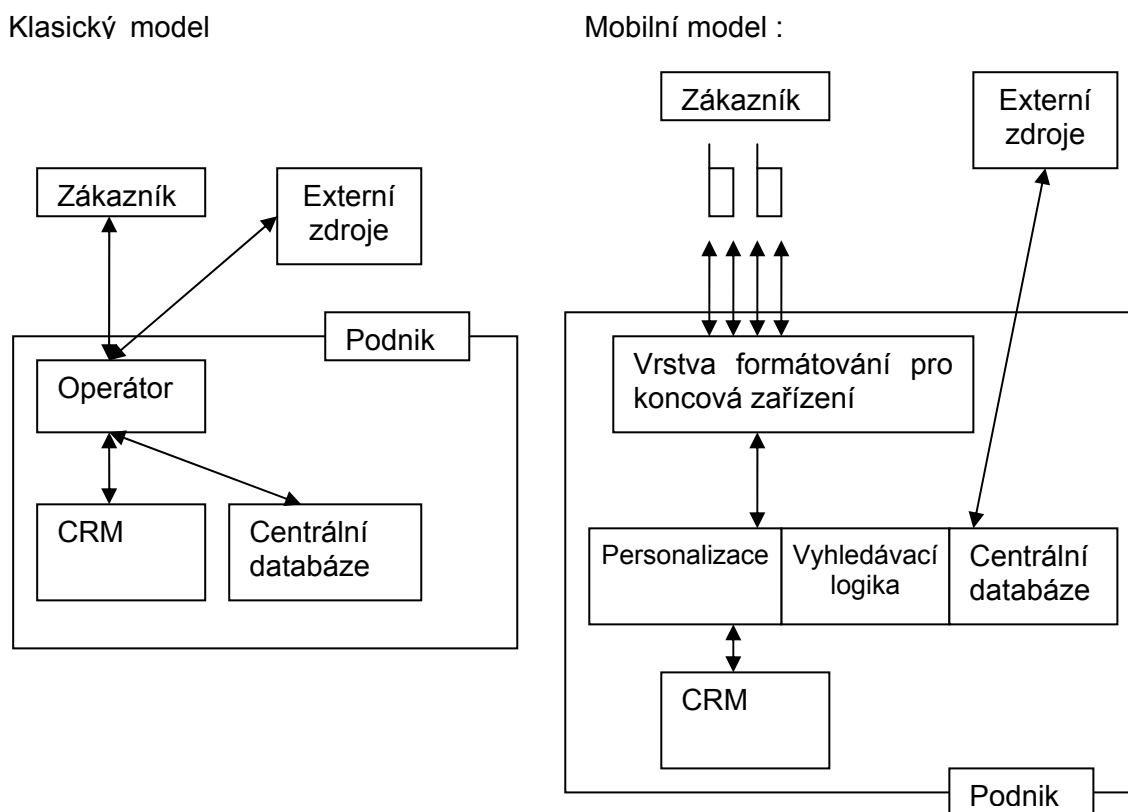 Klasický model
Zákazník
Externí
zdroje
Podnik
Operátor
CRM
Centrální
databáze
Mobilní model :
Zákazník
Externí
zdroje
Vrstva formátování pro
koncová zařízení
Personalizace
Vyhledávací
logika
Centrální
databáze
CRM
Podnik